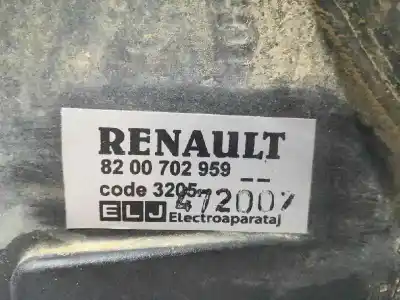 RENAULT
82 00 702 959 --
code 3205
472007
ELJ Electroaparataj